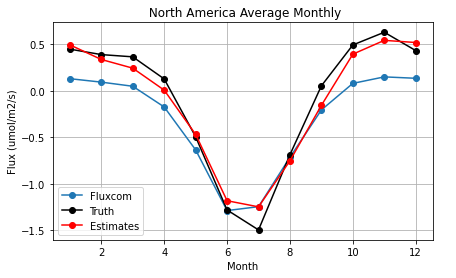 North America Average Monthly
Flux (umol/m2/s)
0.5
0.0
−0.5
−1.0
−1.5
Fluxcom
Truth
Estimates
2 4 6 8 10 12
Month